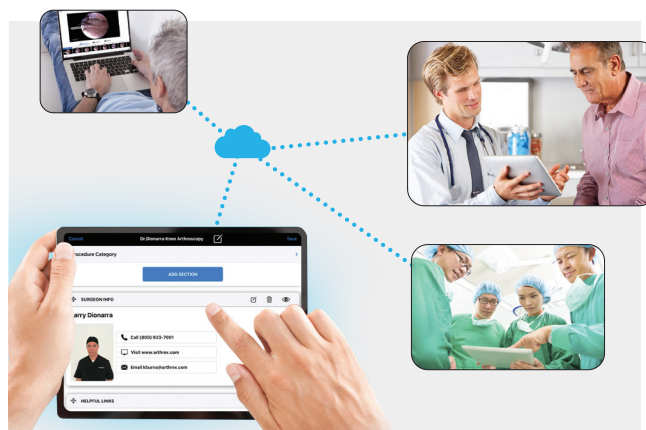 Cancel
Dr.Dionarra Knee Arthroscopy
Save
Procedure Category
ADD SECTION
SURGEON INFO
arry Dionarra
Call (800) 933-7001
Visit www.arthrex.com
Email kburns@arthrex.com
HELPFUL LINKS